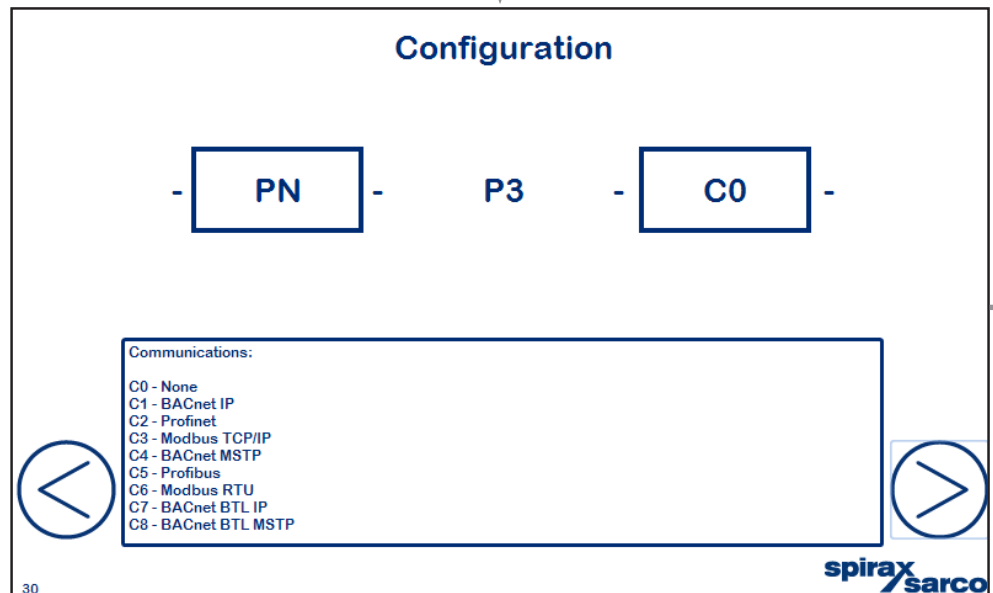 Configuration
- PN - P3 - C0 -
Communications:
C0 - None
C1 - BACnet IP
C2 - Profinet
C3 - Modbus TCP/IP
C4 - BACnet MSTP
C5 - Profibus
C6 - Modbus RTU
C7 - BACnet BTL IP
C8 - BACnet BTL MSTP
spirax
sarco
30